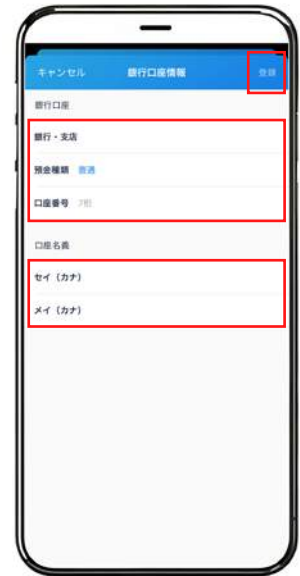 キャンセル 銀行口座情報 登録
銀行口座
銀行・支店
預金種類 普通
口座番号 7桁
口座名義
セイ（カナ）
メイ（カナ）